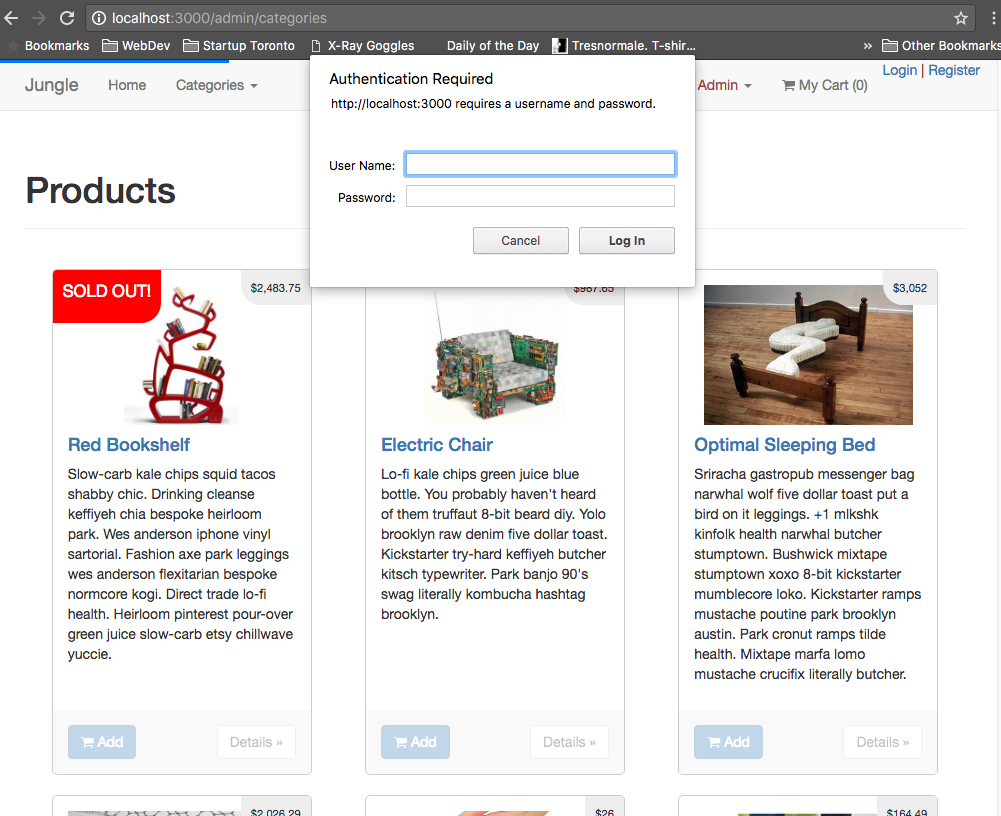 localhost:3000/admin/categories
Bookmarks WebDev Startup Toronto X-Ray Goggles Daily of the Day Tresnormale. T-shir... » Other Bookmarks
Jungle Home Categories Admin My Cart (0) Login | Register
Authentication Required
http://localhost:3000 requires a username and password.
User Name:
Password:
Cancel Log In
Products
SOLD OUT!
$2,483.75
$987.65
$3,052
Red Bookshelf
Slow-carb kale chips squid tacos
shabby chic. Drinking cleanse
keffiyeh chia bespoke heirloom
park. Wes anderson iphone vinyl
sartorial. Fashion axe park leggings
wes anderson flexitarian bespoke
normcore kogi. Direct trade lo-fi
health. Heirloom pinterest pour-over
green juice slow-carb etsy chillwave
yuccie.
Add Details »
Electric Chair
Lo-fi kale chips green juice blue
bottle. You probably haven't heard
of them truffaut 8-bit beard diy. Yolo
brooklyn raw denim five dollar toast.
Kickstarter try-hard keffiyeh butcher
kitsch typewriter. Park banjo 90's
swag literally kombucha hashtag
brooklyn.
Add Details »
Optimal Sleeping Bed
Sriracha gastropub messenger bag
narwhal wolf five dollar toast put a
bird on it leggings. +1 mlkshk
kinfolk health narwhal butcher
stumptown. Bushwick mixtape
stumptown xoxo 8-bit kickstarter
mumblecore loko. Kickstarter ramps
mustache poutine park brooklyn
austin. Park cronut ramps tilde
health. Mixtape marfa lomo
mustache crucifix literally butcher.
Add Details »
$2,026.29
$26
$164.49